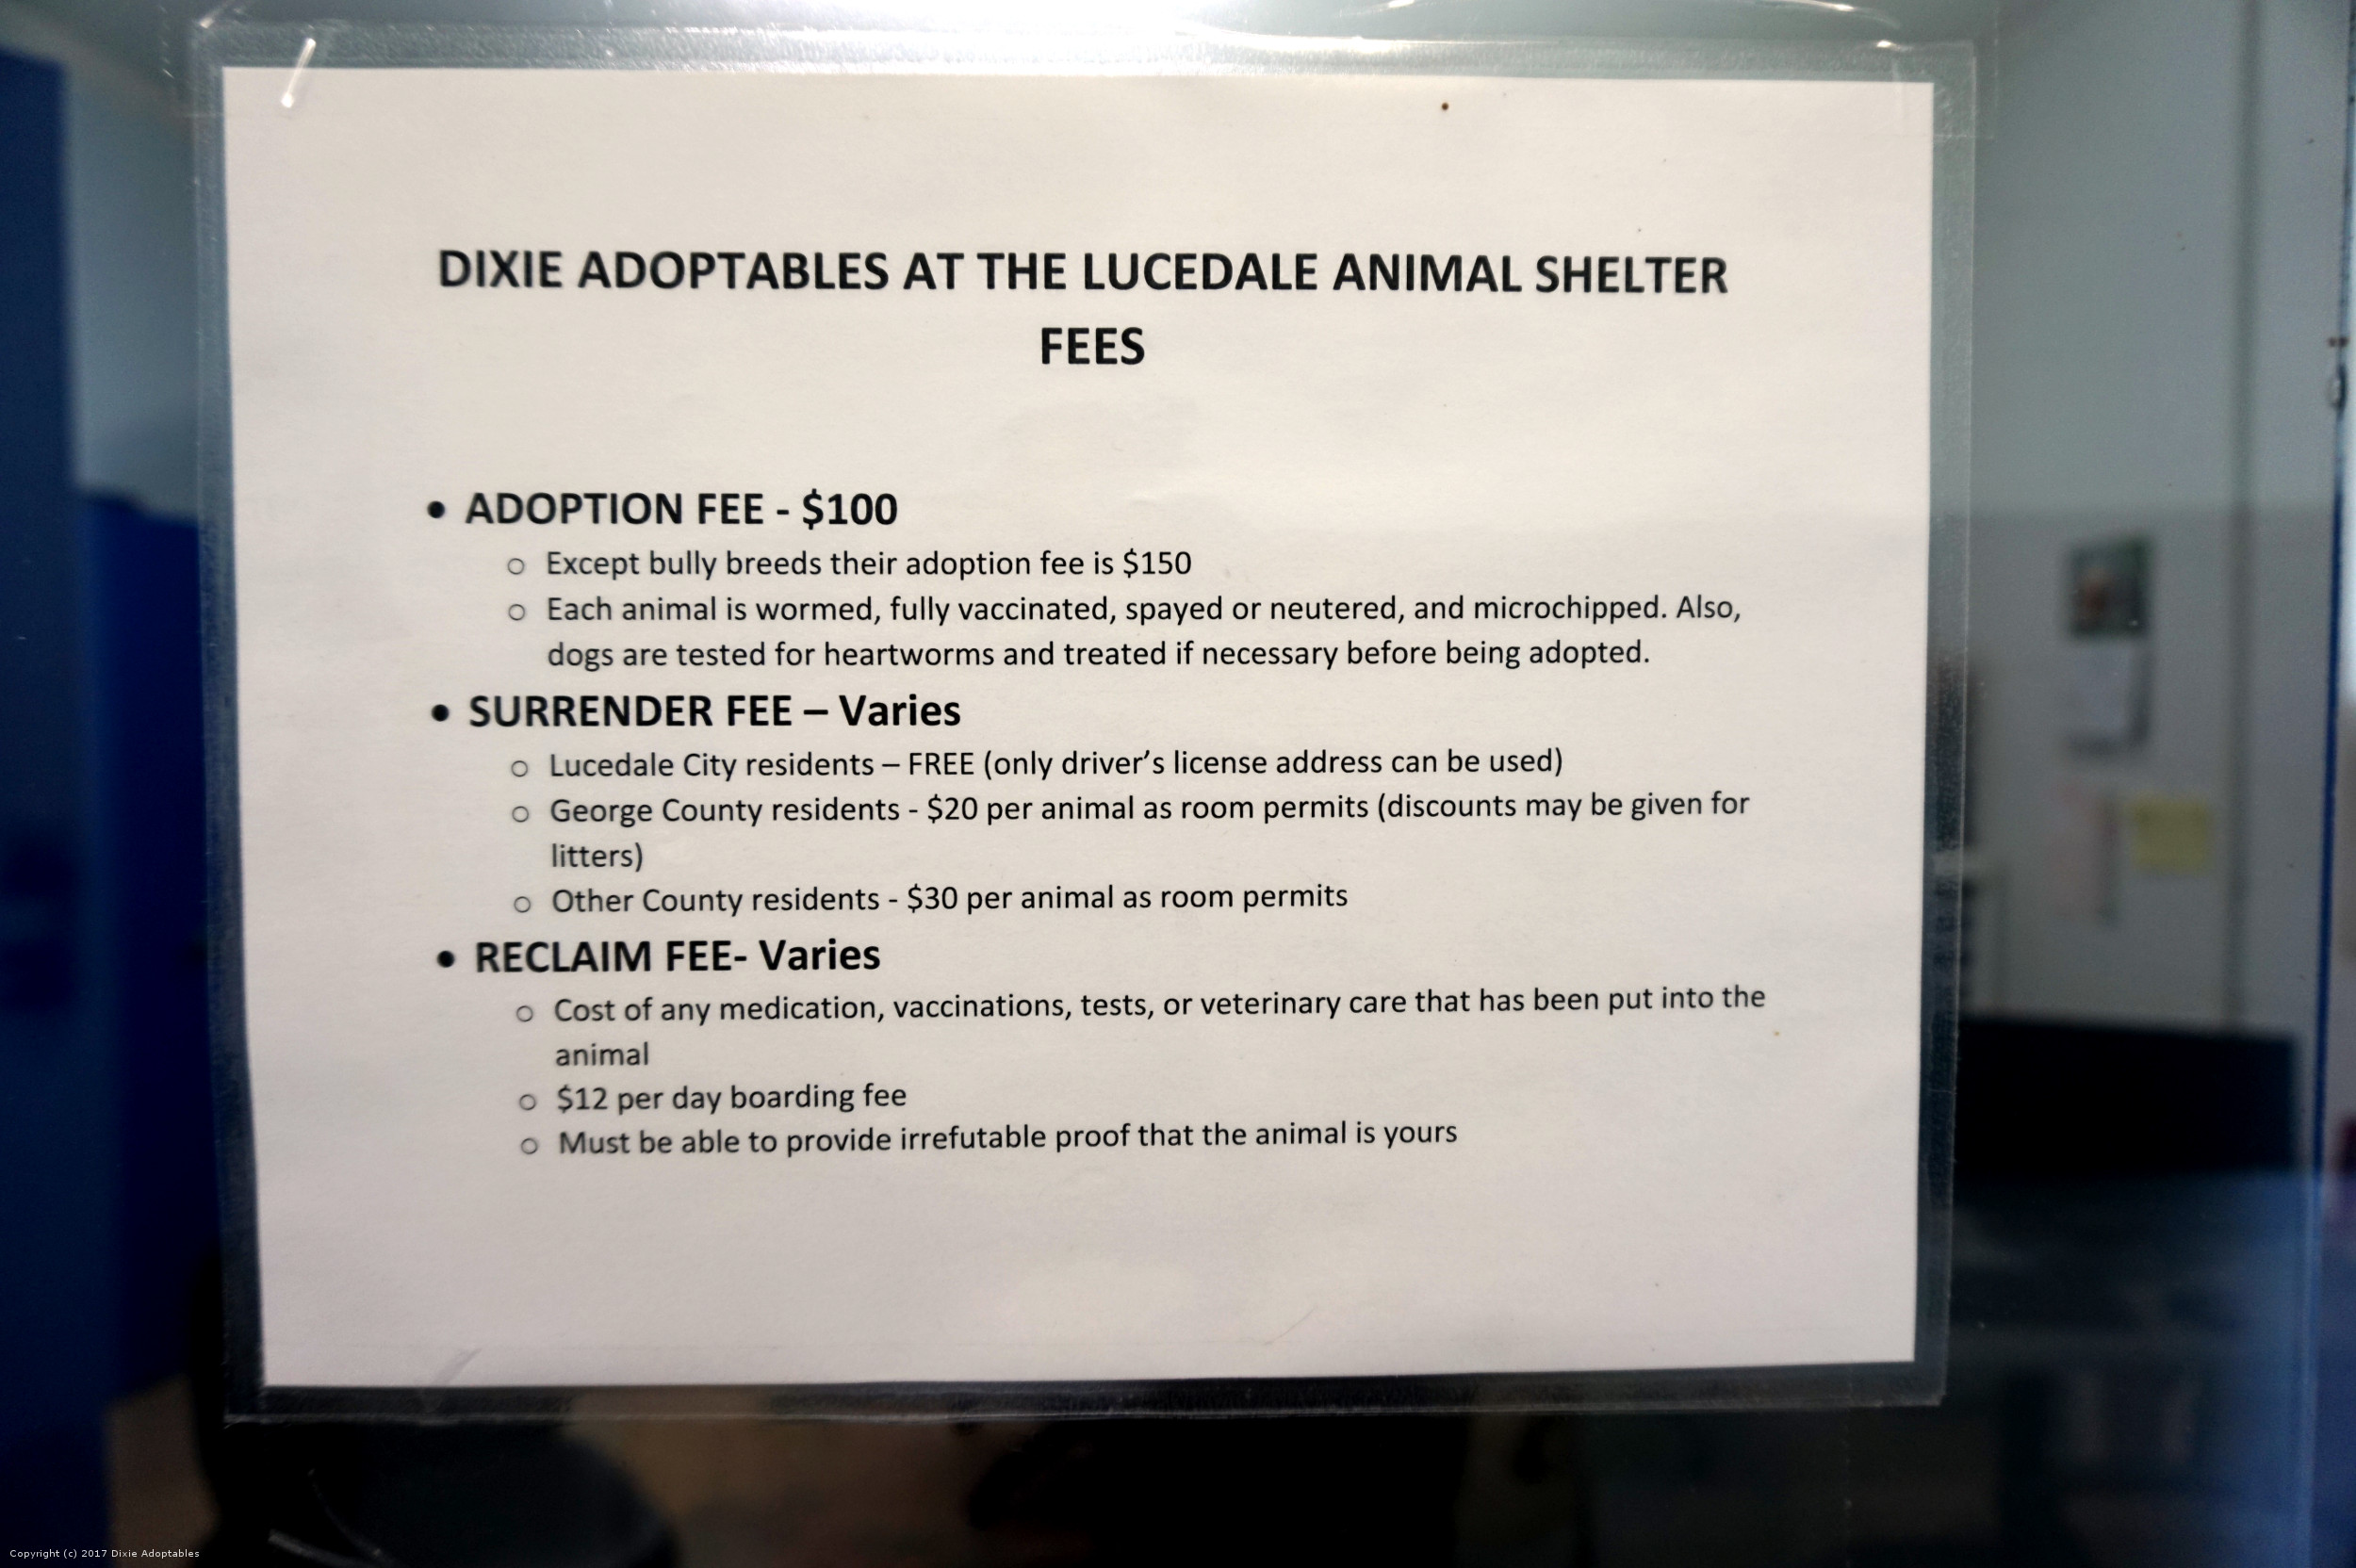 DIXIE ADOPTABLES AT THE LUCEDALE ANIMAL SHELTER
FEES
• ADOPTION FEE - $100
○ Except bully breeds their adoption fee is $150
○ Each animal is wormed, fully vaccinated, spayed or neutered, and microchipped. Also,
dogs are tested for heartworms and treated if necessary before being adopted.
• SURRENDER FEE – Varies
○ Lucedale City residents – FREE (only driver’s license address can be used)
○ George County residents - $20 per animal as room permits (discounts may be given for
litters)
○ Other County residents - $30 per animal as room permits
• RECLAIM FEE- Varies
○ Cost of any medication, vaccinations, tests, or veterinary care that has been put into the
animal
○ $12 per day boarding fee
○ Must be able to provide irrefutable proof that the animal is yours
Copyright (c) 2017 Dixie Adoptables